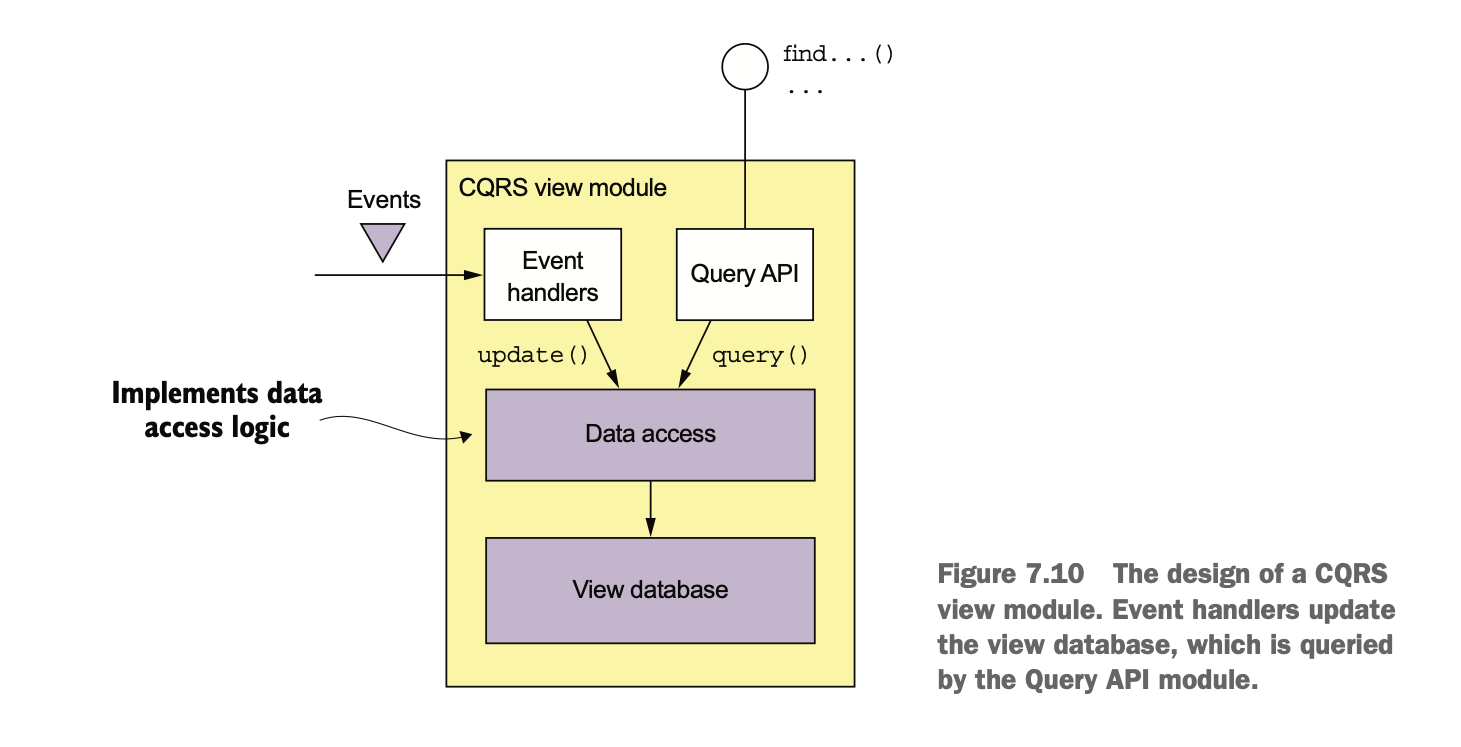 find...()
...
CQRS view module
Events
Event
handlers
Query API
update()
query()
Implements data
access logic
Data access
View database
Figure 7.10 The design of a CQRS
view module. Event handlers update
the view database, which is queried
by the Query API module.